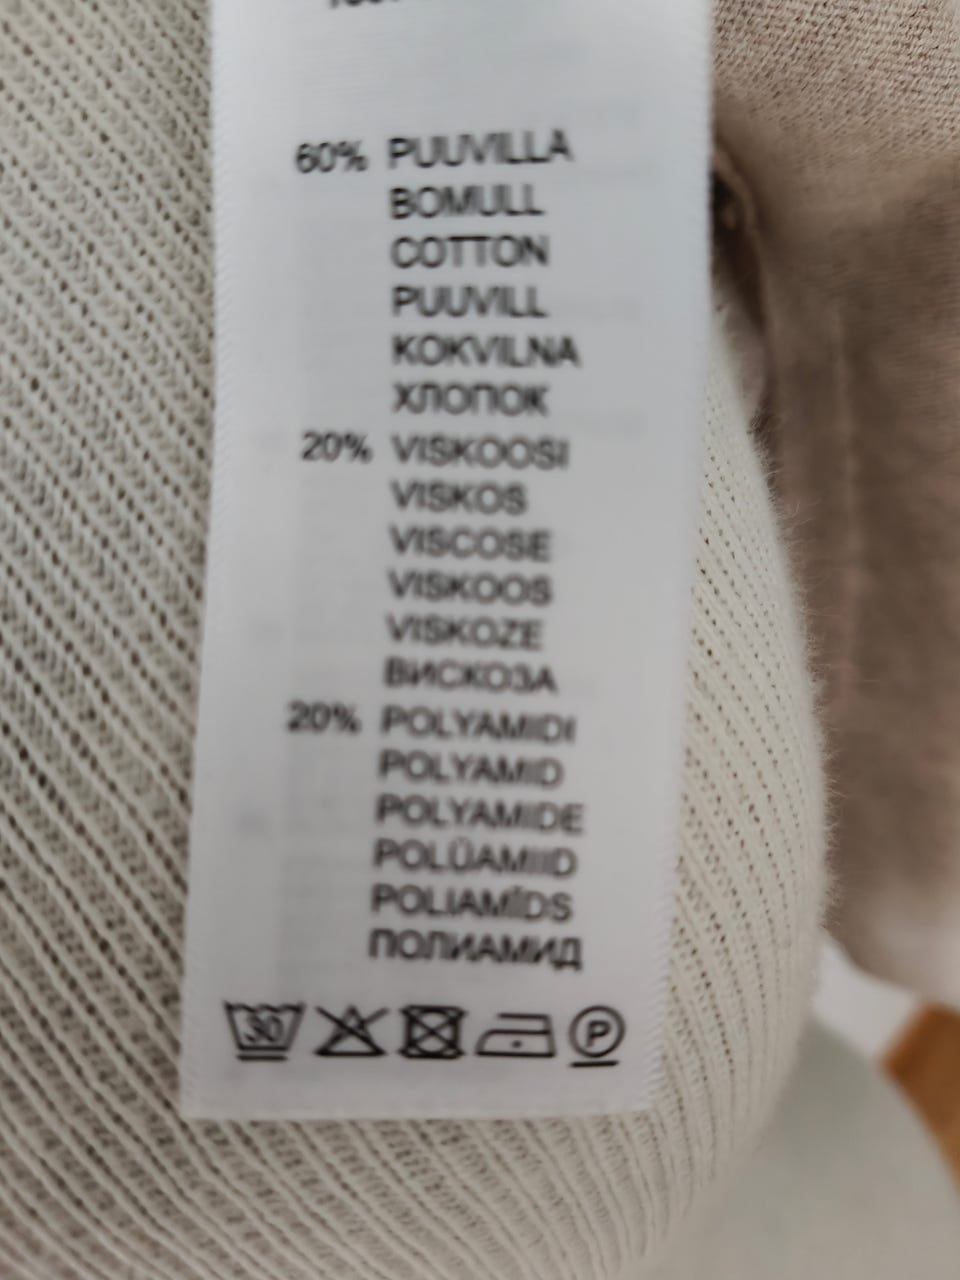 60% PUUVILLA
BOMULL
COTTON
PUUVILL
KOKVILNA
ХЛОПОК
20% VISKOOSI
VISKOS
VISCOSE
VISKOOS
VISKOZE
ВИСКОЗА
20% POLYAMIDI
POLYAMID
POLYAMIDE
POLÜAMIID
POLIAMĪDS
ПОЛИАМИД
30 P